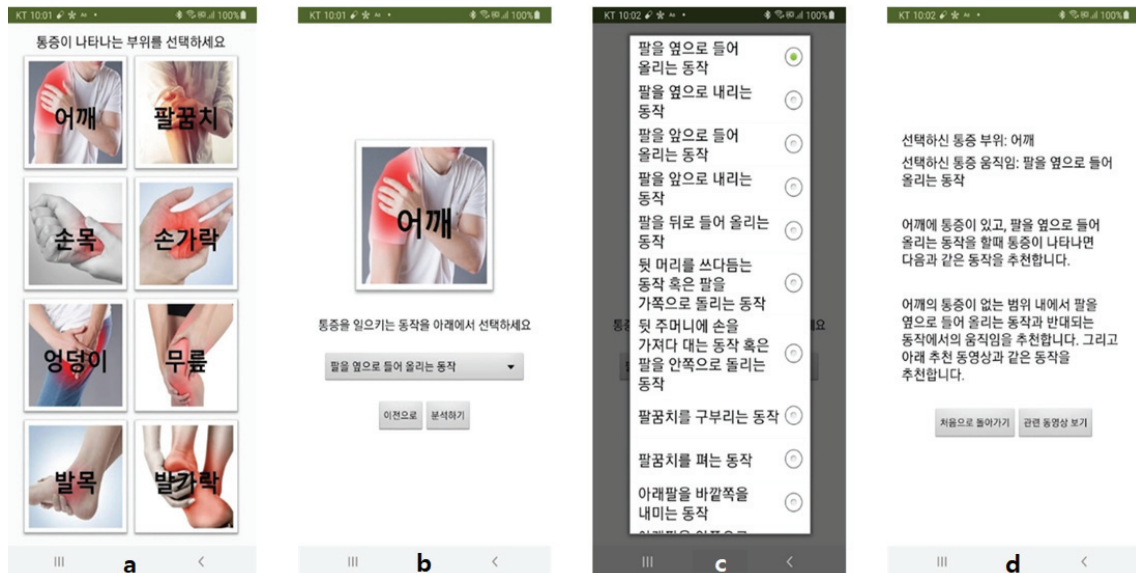 KT 10:01
100%
통증이 나타나는 부위를 선택하세요
어깨
팔꿈치
손목
손가락
엉덩이
무릎
발목
발가락
a
KT 10:01
100%
어깨
통증을 일으키는 동작을 아래에서 선택하세요
팔을 옆으로 들어 올리는 동작
이전으로
분석하기
b
KT 10:02
100%
팔을 옆으로 들어
올리는 동작
팔을 옆으로 내리는
동작
팔을 앞으로 들어
올리는 동작
팔을 앞으로 내리는
동작
팔을 뒤로 들어 올리는
동작
뒷 머리를 쓰다듬는
동작 혹은 팔을
가쪽으로 돌리는 동작
뒷 주머니에 손을
가져다 대는 동작 혹은
팔을 안쪽으로 돌리는
동작
팔꿈치를 구부리는 동작
팔꿈치를 펴는 동작
아래팔을 바깥쪽을
내미는 동작
c
KT 10:02
100%
선택하신 통증 부위: 어깨
선택하신 통증 움직임: 팔을 옆으로 들어
올리는 동작
어깨에 통증이 있고, 팔을 옆으로 들어
올리는 동작을 할때 통증이 나타나면
다음과 같은 동작을 추천합니다.
어깨의 통증이 없는 범위 내에서 팔을
옆으로 들어 올리는 동작과 반대되는
동작에서의 움직임을 추천합니다. 그리고
아래 추천 동영상과 같은 동작을
추천합니다.
처음으로 돌아가기
관련 동영상 보기
d